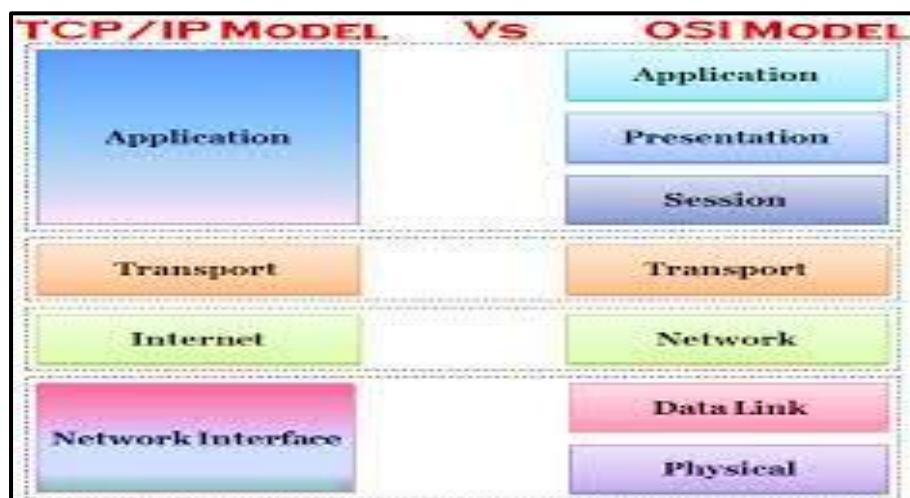 TCP/IP MODEL Vs OSI MODEL
Application
Application
Presentation
Session
Transport
Transport
Internet
Network
Network Interface
Data Link
Physical